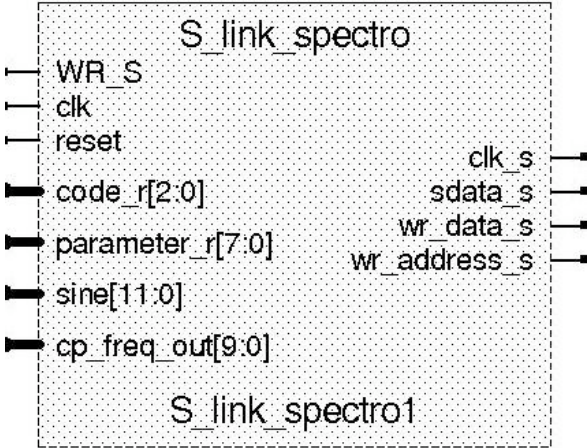 S_link_spectro
WR_S
clk
reset
code_r[2:0]
parameter_r[7:0]
sine[11:0]
cp_freq_out[9:0]
clk_s
sdata_s
wr_data_s
wr_address_s
S_link_spectro1